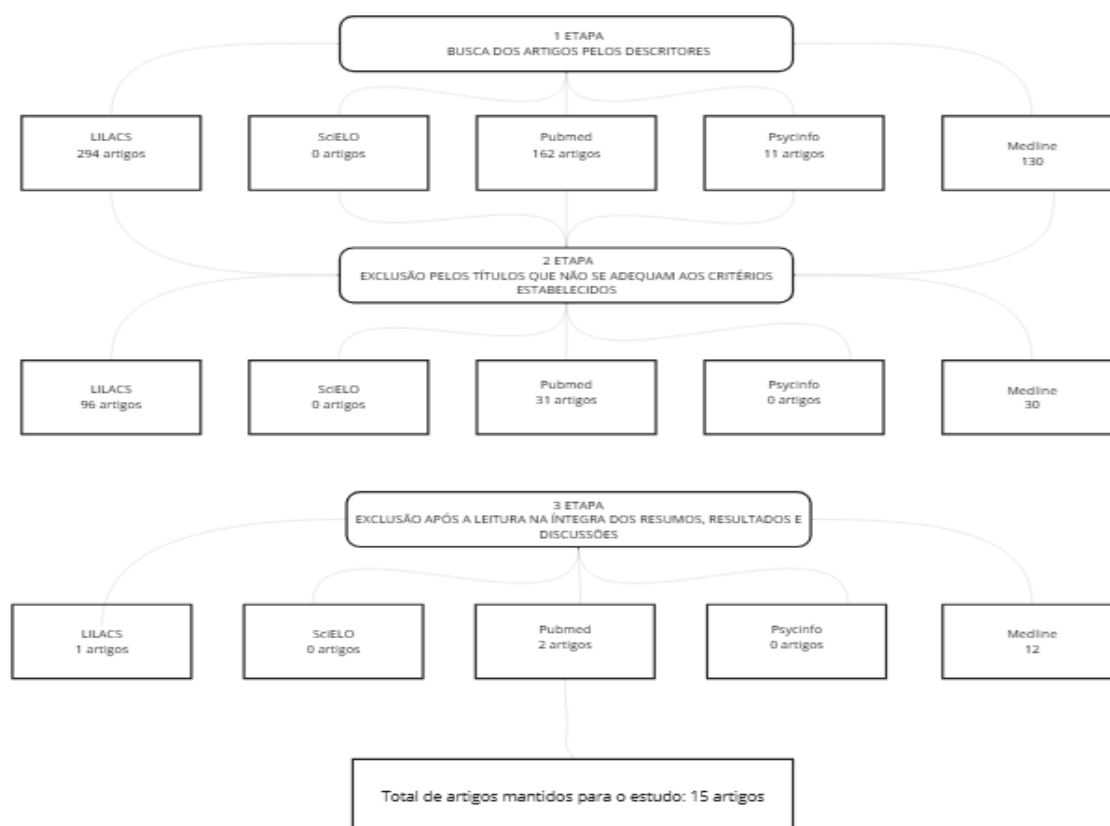 1 ETAPA
BUSCA DOS ARTIGOS PELOS DESCRITORES
LILACS
294 artigos
SciELO
0 artigos
Pubmed
162 artigos
Psycinfo
11 artigos
Medline
130
2 ETAPA
EXCLUSÃO PELOS TÍTULOS QUE NÃO SE ADEQUAM AOS CRITÉRIOS
ESTABELECIDOS
LILACS
96 artigos
SciELO
0 artigos
Pubmed
31 artigos
Psycinfo
0 artigos
Medline
30
3 ETAPA
EXCLUSÃO APÓS A LEITURA NA ÍNTEGRA DOS RESUMOS, RESULTADOS E
DISCUSSÕES
LILACS
1 artigos
SciELO
0 artigos
Pubmed
2 artigos
Psycinfo
0 artigos
Medline
12
Total de artigos mantidos para o estudo: 15 artigos